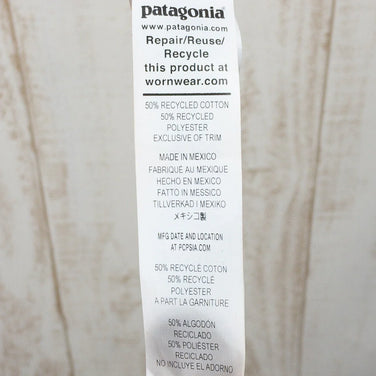 patagonia®
www.patagonia.com
Repair/Reuse/
Recycle
this product at
wornwear.com
50% RECYCLED COTTON
50% RECYCLED
POLYESTER
EXCLUSIVE OF TRIM
MADE IN MEXICO
FABRIQUÉ AU MEXIQUE
HECHO EN MÉXICO
FATTO IN MESSICO
TILLVERKAD I MEXIKO
メキシコ製
MFG DATE AND LOCATION
AT PCPSIA.COM
50% RECYCLE COTON
50% RECYCLE
POLYESTER
A PART LA GARNITURE
50% ALGODÓN
RECICLADO
50% POLIÉSTER
RECICLADO
NO INCLUYE EL ADORNO